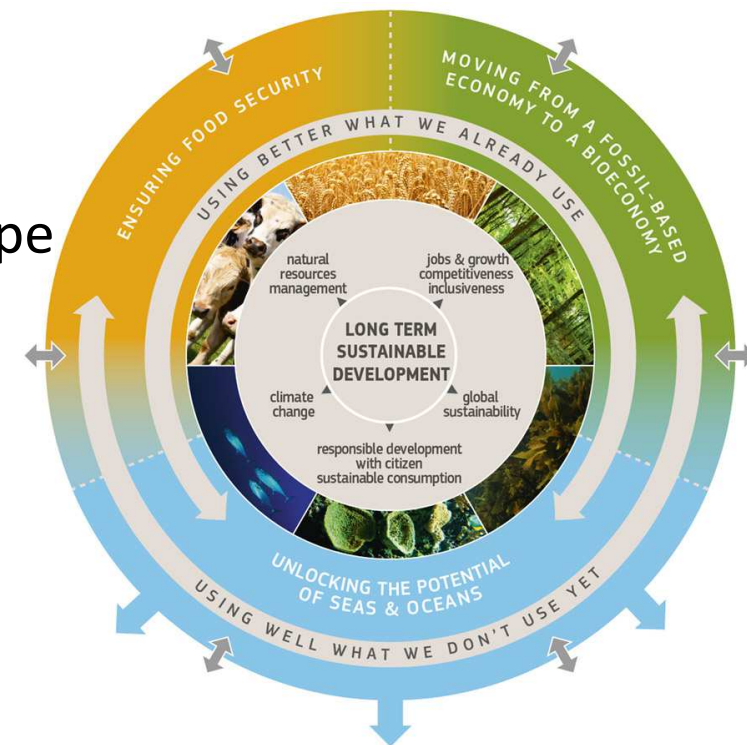 pe
ENSURING FOOD SECURITY
MOVING FROM A FOSSIL-BASED
ECONOMY TO A BIOECONOMY
USING BETTER WHAT WE ALREADY USE
natural
resources
management
jobs & growth
competitiveness
inclusiveness
LONG TERM
SUSTAINABLE
DEVELOPMENT
climate
change
global
sustainability
responsible development
with citizen
sustainable consumption
UNLOCKING THE POTENTIAL
OF SEAS & OCEANS
USING WELL WHAT WE DON'T USE YET